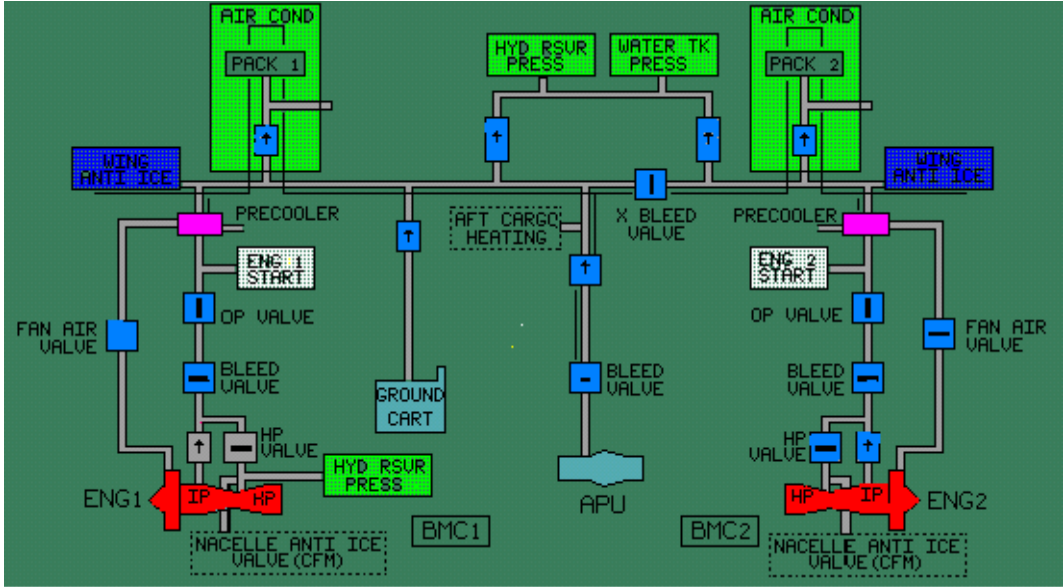 AIR COND
PACK 1
HYD RSVR
PRESS
WATER TK
PRESS
AIR COND
PACK 2
WING
ANTI ICE
WING
ANTI ICE
PRECOOLER
AFT CARGO
HEATING
X BLEED
VALVE
PRECOOLER
ENG 1
START
ENG 2
START
FAN AIR
VALVE
OP VALVE
OP VALVE
FAN AIR
VALVE
BLEED
VALVE
BLEED
VALVE
BLEED
VALVE
GROUND
CART
HP
VALVE
HP
VALVE
HYD RSVR
PRESS
ENG1
IP
HP
APU
HP
IP
ENG2
BMC1
BMC2
NACELLE ANTI ICE
VALVE(CFM)
NACELLE ANTI ICE
VALVE(CFM)